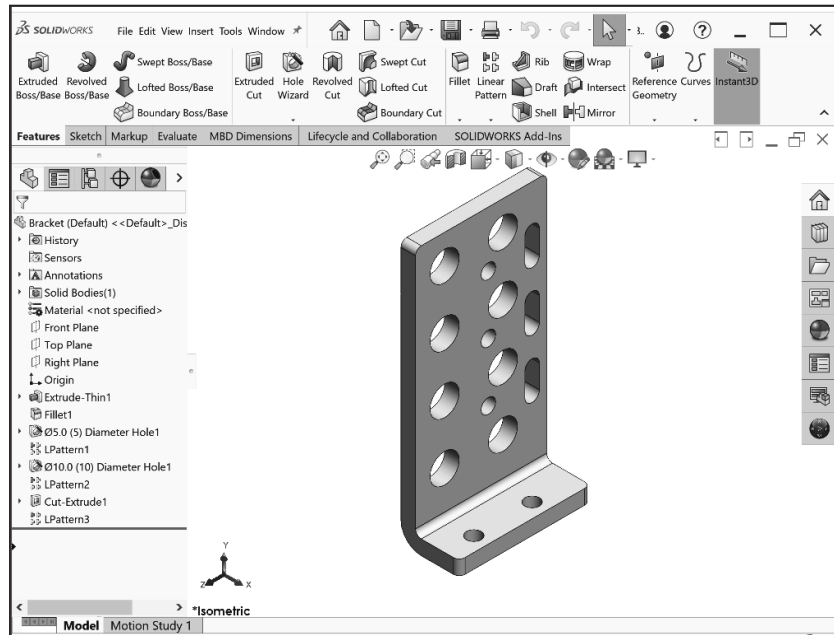 SOLIDWORKS File Edit View Insert Tools Window 3.. ?
Extruded Boss/Base
Revolved Boss/Base
Swept Boss/Base
Lofted Boss/Base
Boundary Boss/Base
Extruded Cut
Hole Wizard
Revolved Cut
Swept Cut
Lofted Cut
Boundary Cut
Fillet
Linear Pattern
Rib
Draft
Shell
Wrap
Intersect
Mirror
Reference Geometry
Curves
Instant3D
Features Sketch Markup Evaluate MBD Dimensions Lifecycle and Collaboration SOLIDWORKS Add-Ins
Bracket (Default) <<Default>_Dis
History
Sensors
Annotations
Solid Bodies(1)
Material <not specified>
Front Plane
Top Plane
Right Plane
Origin
Extrude-Thin1
Fillet1
Ø5.0 (5) Diameter Hole1
LPattern1
Ø10.0 (10) Diameter Hole1
LPattern2
Cut-Extrude1
LPattern3
Y
Z X
*Isometric
Model Motion Study 1